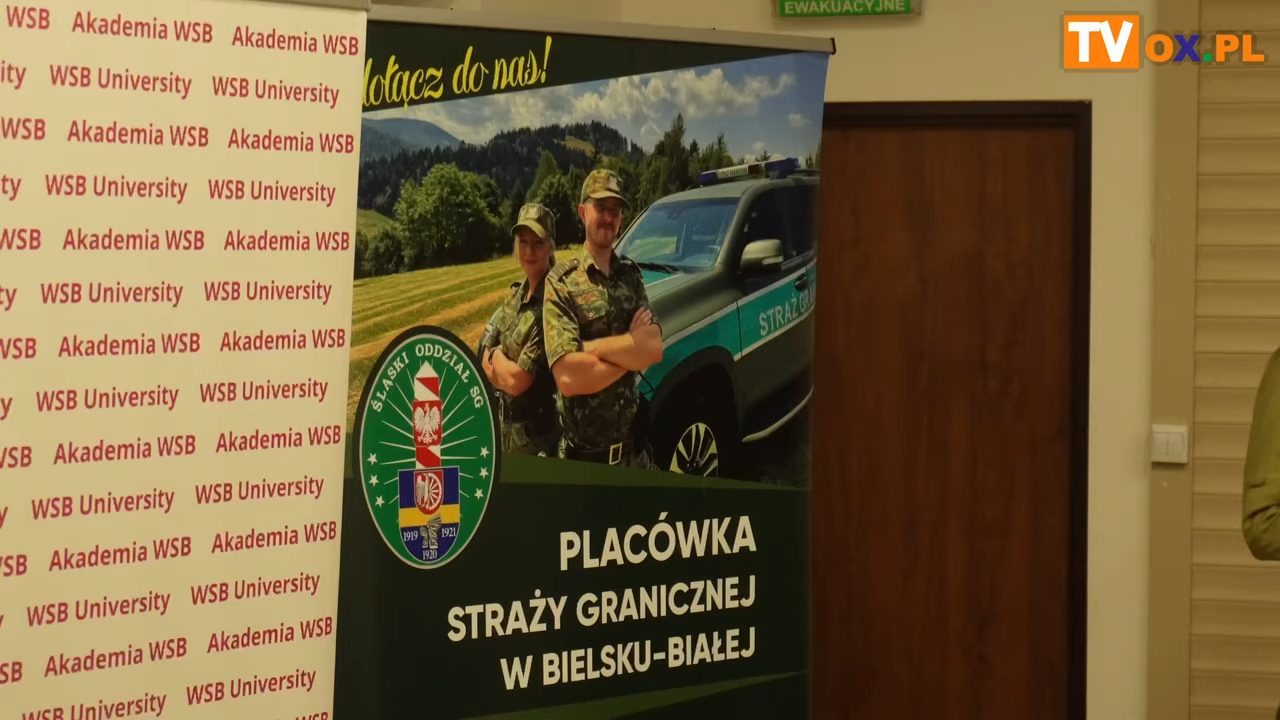 WSB Akademia WSB Akademia WSB
ity WSB University WSB University
WSB Akademia WSB Akademia WSB
ty WSB University WSB University
WSB Akademia WSB Akademia WSB
ty WSB University WSB University
WSB Akademia WSB Akademia WSB
y WSB University WSB University
WSB Akademia WSB Akademia WSB
y WSB University WSB University
SB Akademia WSB Akademia WSB
y WSB University WSB University
SB Akademia WSB Akademia WSB
WSB University WSB University
WSB
dołącz do nas!
STRAŻ GRA
ŚLĄSKI ODDZIAŁ SG
1919 1921
1920
PLACÓWKA
STRAŻY GRANICZNEJ
W BIELSKU-BIAŁEJ
EWAKUACYJNE
TVOX.PL